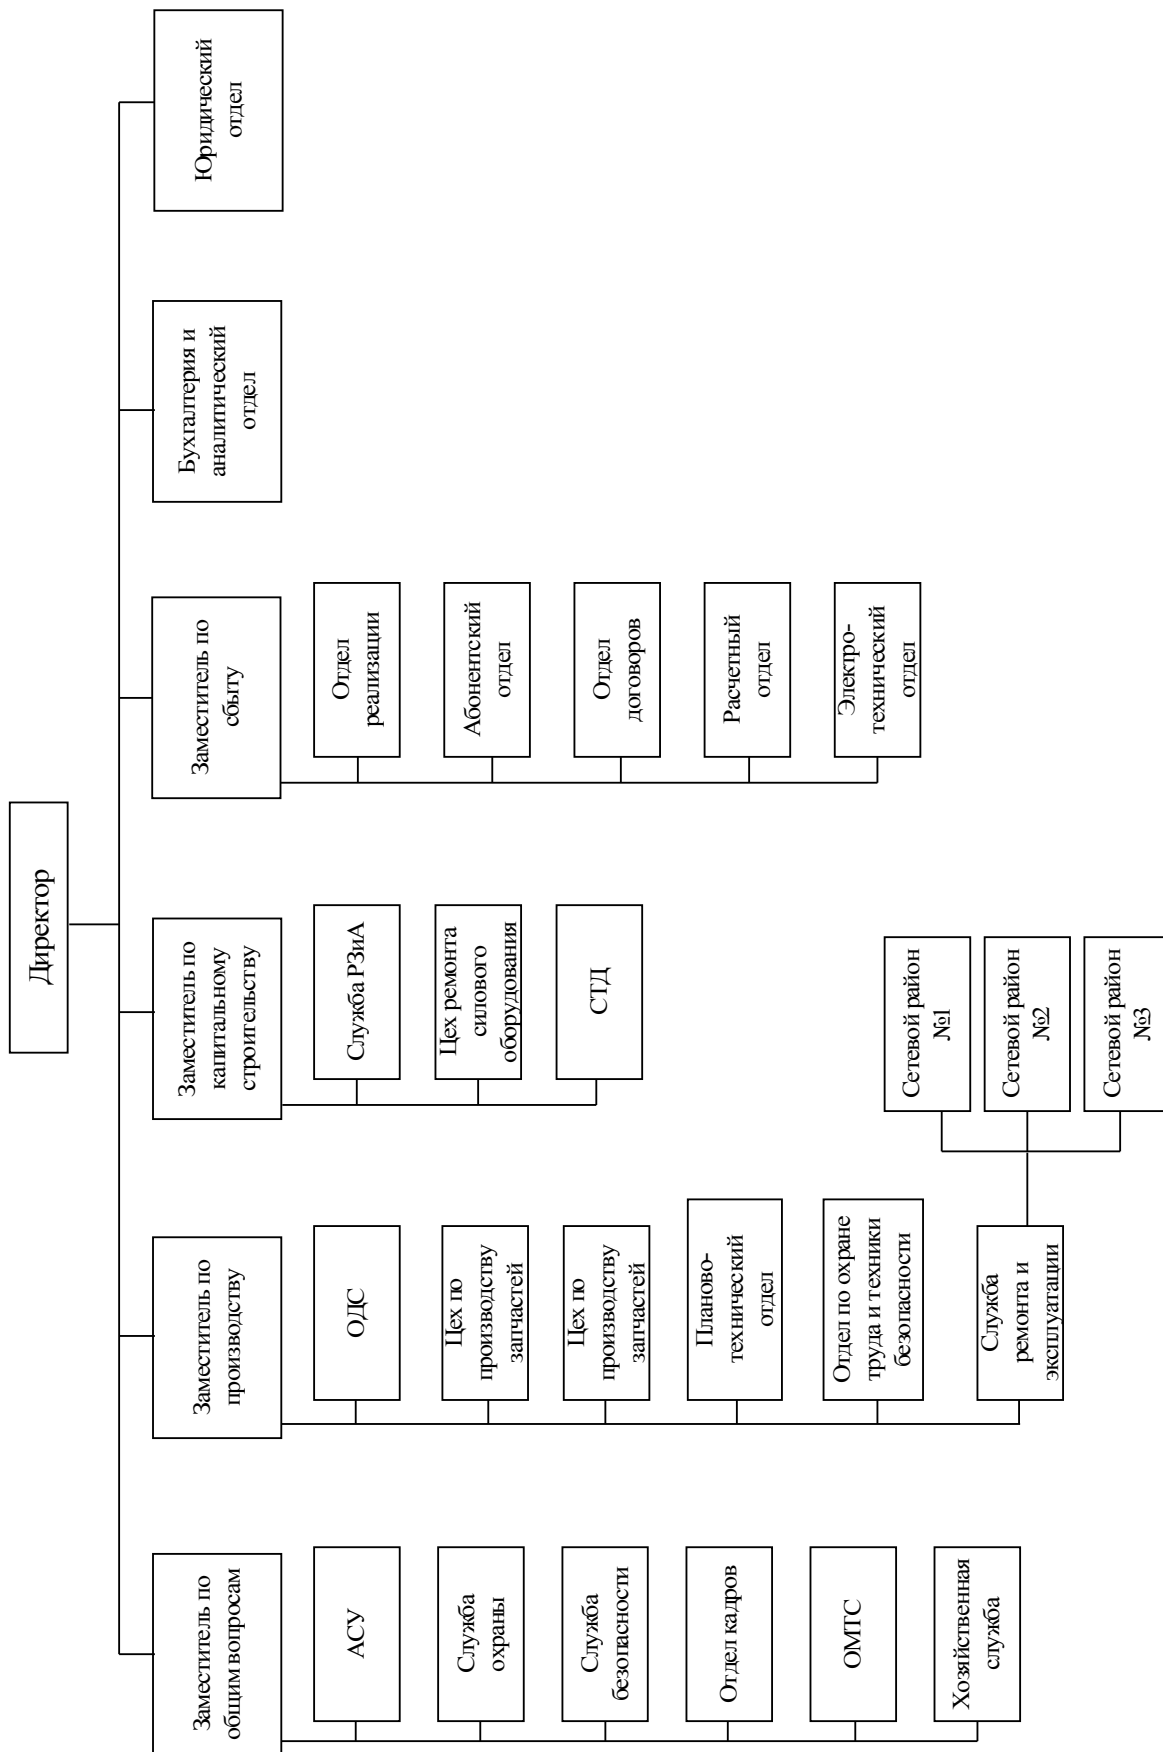 Директор
Заместитель по
общим вопросам
АСУ
Служба
охраны
Служба
безопасности
Отдел кадров
ОМТС
Хозяйственная
служба
Заместитель по
производству
ОДС
Цех по
производству
запчастей
Цех по
производству
запчастей
Планово-
технический
отдел
Отдел по охране
труда и техники
безопасности
Служба
ремонта и
эксплуатации
Сетевой район
№1
Сетевой район
№2
Сетевой район
№3
Заместитель по
капитальному
строительству
Служба РЗиА
Цех ремонта
силового
оборудования
СТД
Заместитель по
сбыту
Отдел
реализации
Абонентский
отдел
Отдел
договоров
Расчетный
отдел
Электро-
технический
отдел
Бухгалтерия и
аналитический
отдел
Юридический
отдел